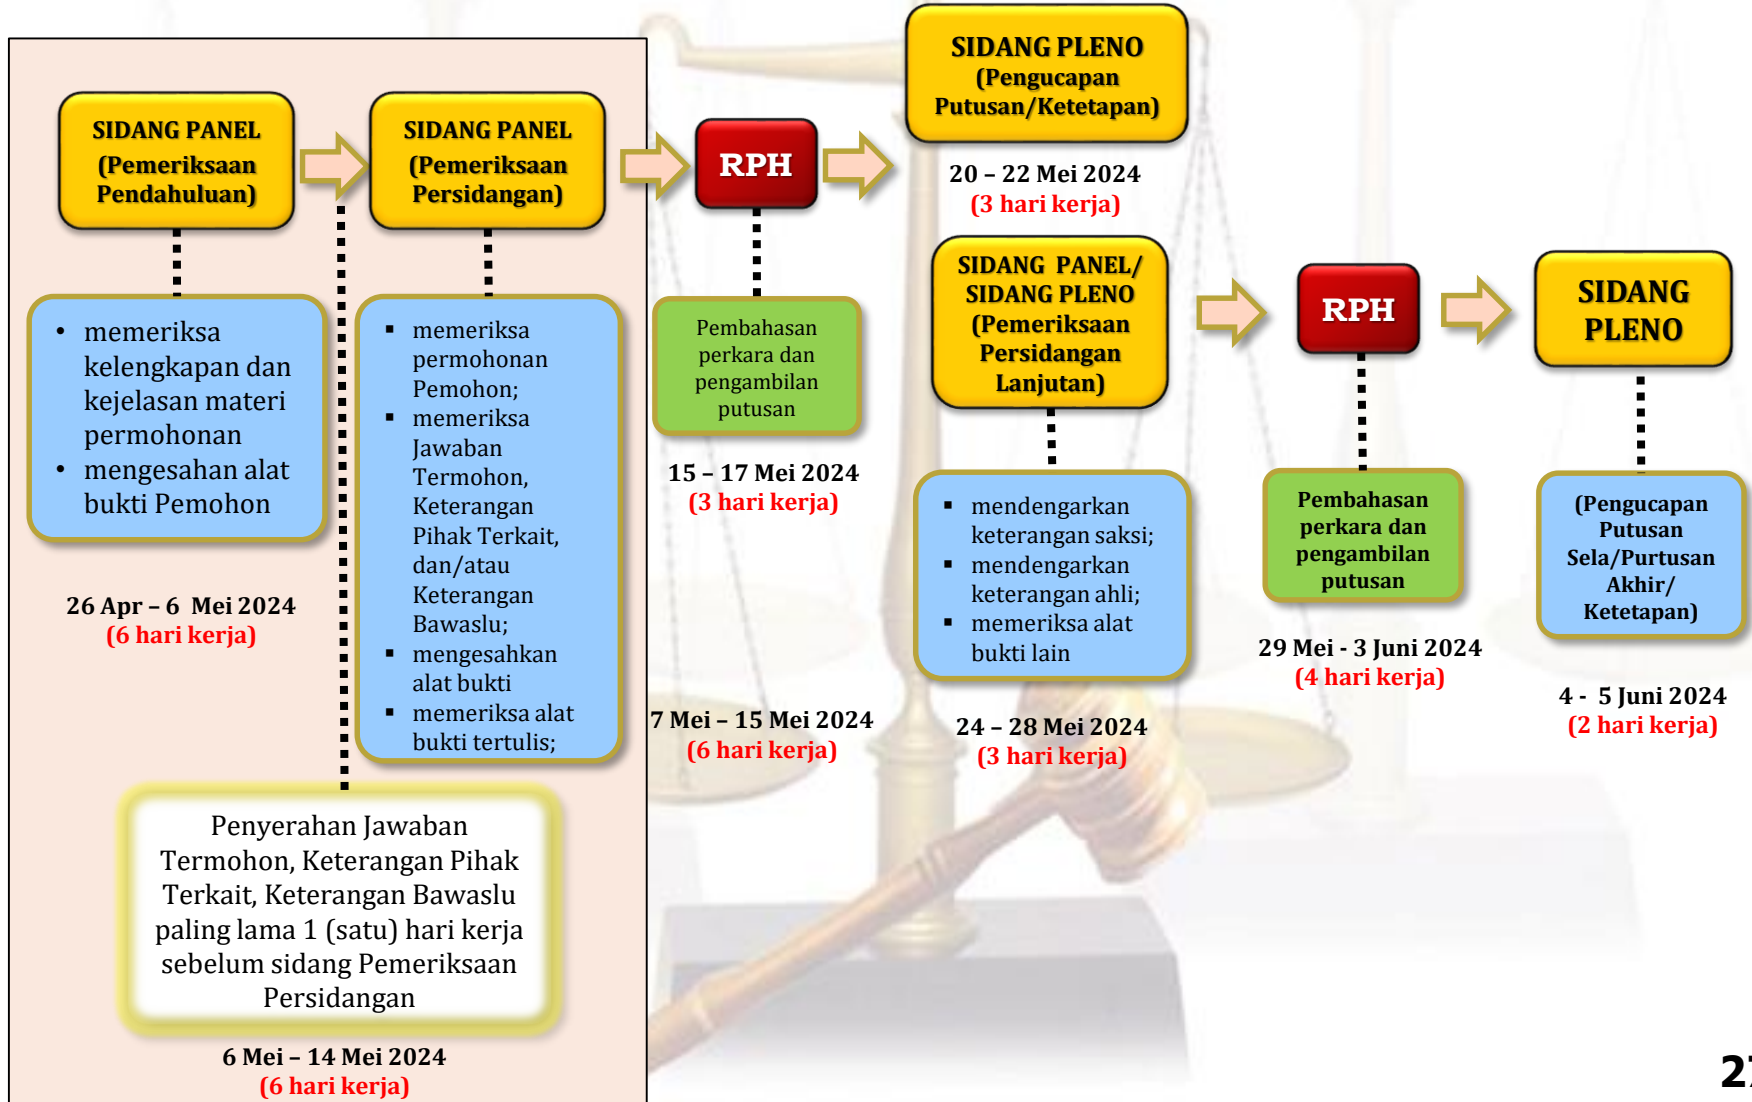 SIDANG PANEL
(Pemeriksaan
Pendahuluan)
• memeriksa
kelengkapan dan
kejelasan materi
permohonan
• mengesahan alat
bukti Pemohon
26 Apr – 6 Mei 2024
(6 hari kerja)
Penyerahan Jawaban
Termohon, Keterangan Pihak
Terkait, Keterangan Bawaslu
paling lama 1 (satu) hari kerja
sebelum sidang Pemeriksaan
Persidangan
6 Mei – 14 Mei 2024
(6 hari kerja)
SIDANG PANEL
(Pemeriksaan
Persidangan)
▪ memeriksa
permohonan
Pemohon;
▪ memeriksa
Jawaban
Termohon,
Keterangan
Pihak Terkait,
dan/atau
Keterangan
Bawaslu;
▪ mengesahkan
alat bukti
▪ memeriksa alat
bukti tertulis;
7 Mei – 15 Mei 2024
(6 hari kerja)
RPH
Pembahasan
perkara dan
pengambilan
putusan
15 – 17 Mei 2024
(3 hari kerja)
SIDANG PLENO
(Pengucapan
Putusan/Ketetapan)
20 – 22 Mei 2024
(3 hari kerja)
SIDANG PANEL/
SIDANG PLENO
(Pemeriksaan
Persidangan
Lanjutan)
▪ mendengarkan
keterangan saksi;
▪ mendengarkan
keterangan ahli;
▪ memeriksa alat
bukti lain
24 – 28 Mei 2024
(3 hari kerja)
RPH
Pembahasan
perkara dan
pengambilan
putusan
29 Mei - 3 Juni 2024
(4 hari kerja)
SIDANG
PLENO
(Pengucapan
Putusan
Sela/Purtusan
Akhir/
Ketetapan)
4 - 5 Juni 2024
(2 hari kerja)
27